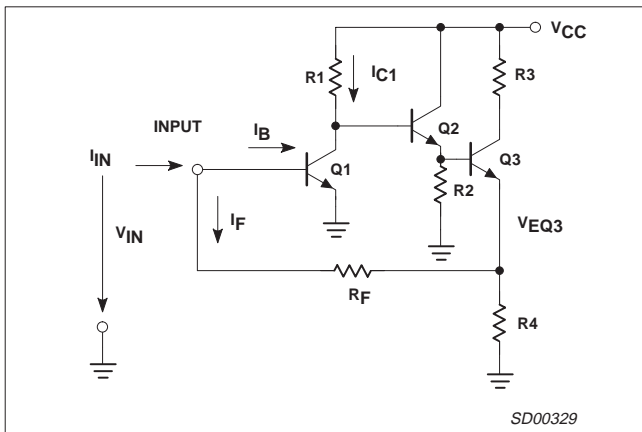 VCC
R1
IC1
R3
INPUT
Q2
IB
IIN
Q1
Q3
R2
IF
VEQ3
VIN
RF
R4
SD00329